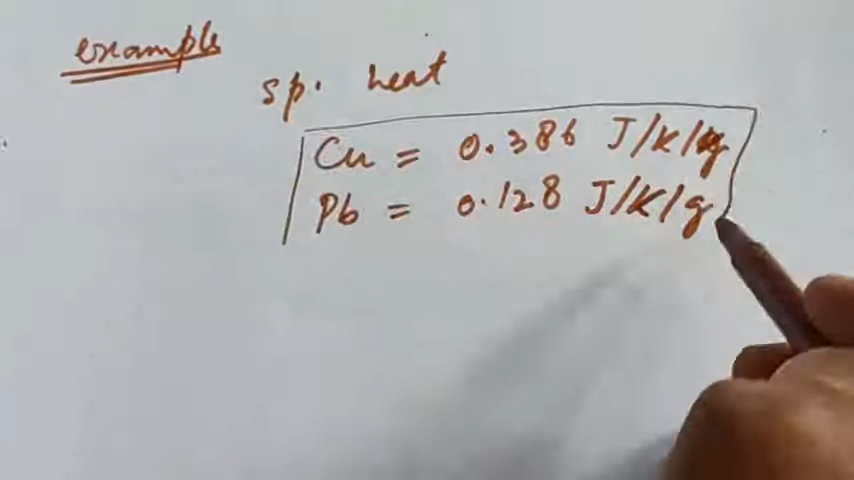 example
sp. heat
Cu = 0.386 J/K/g
Pb = 0.128 J/K/g